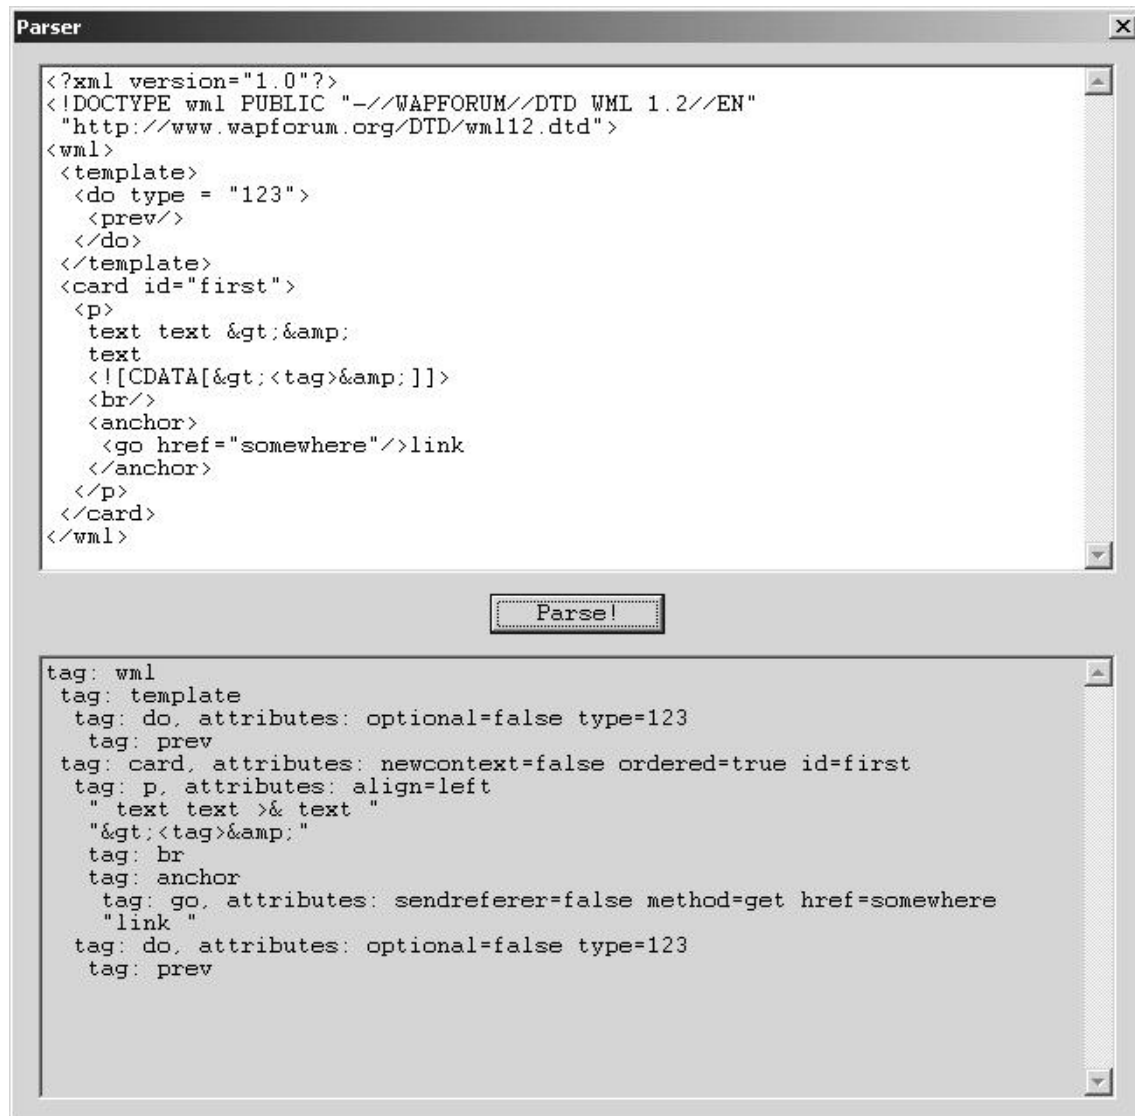 Parser
<?xml version="1.0"?>
<!DOCTYPE wml PUBLIC "-//WAPFORUM//DTD WML 1.2//EN"
 "http://www.wapforum.org/DTD/wml12.dtd">
<wml>
 <template>
  <do type = "123">
   <prev/>
  </do>
 </template>
 <card id="first">
  <p>
   text text &gt;&amp;
   text
   <![CDATA[&gt;<tag>&amp;]]>
   <br/>
   <anchor>
    <go href="somewhere"/>link
   </anchor>
  </p>
 </card>
</wml>
Parse!
tag: wml
 tag: template
  tag: do, attributes: optional=false type=123
   tag: prev
 tag: card, attributes: newcontext=false ordered=true id=first
  tag: p, attributes: align=left
   " text text >& text "
   "&gt;<tag>&amp;"
   tag: br
   tag: anchor
    tag: go, attributes: sendreferer=false method=get href=somewhere
    "link "
  tag: do, attributes: optional=false type=123
   tag: prev